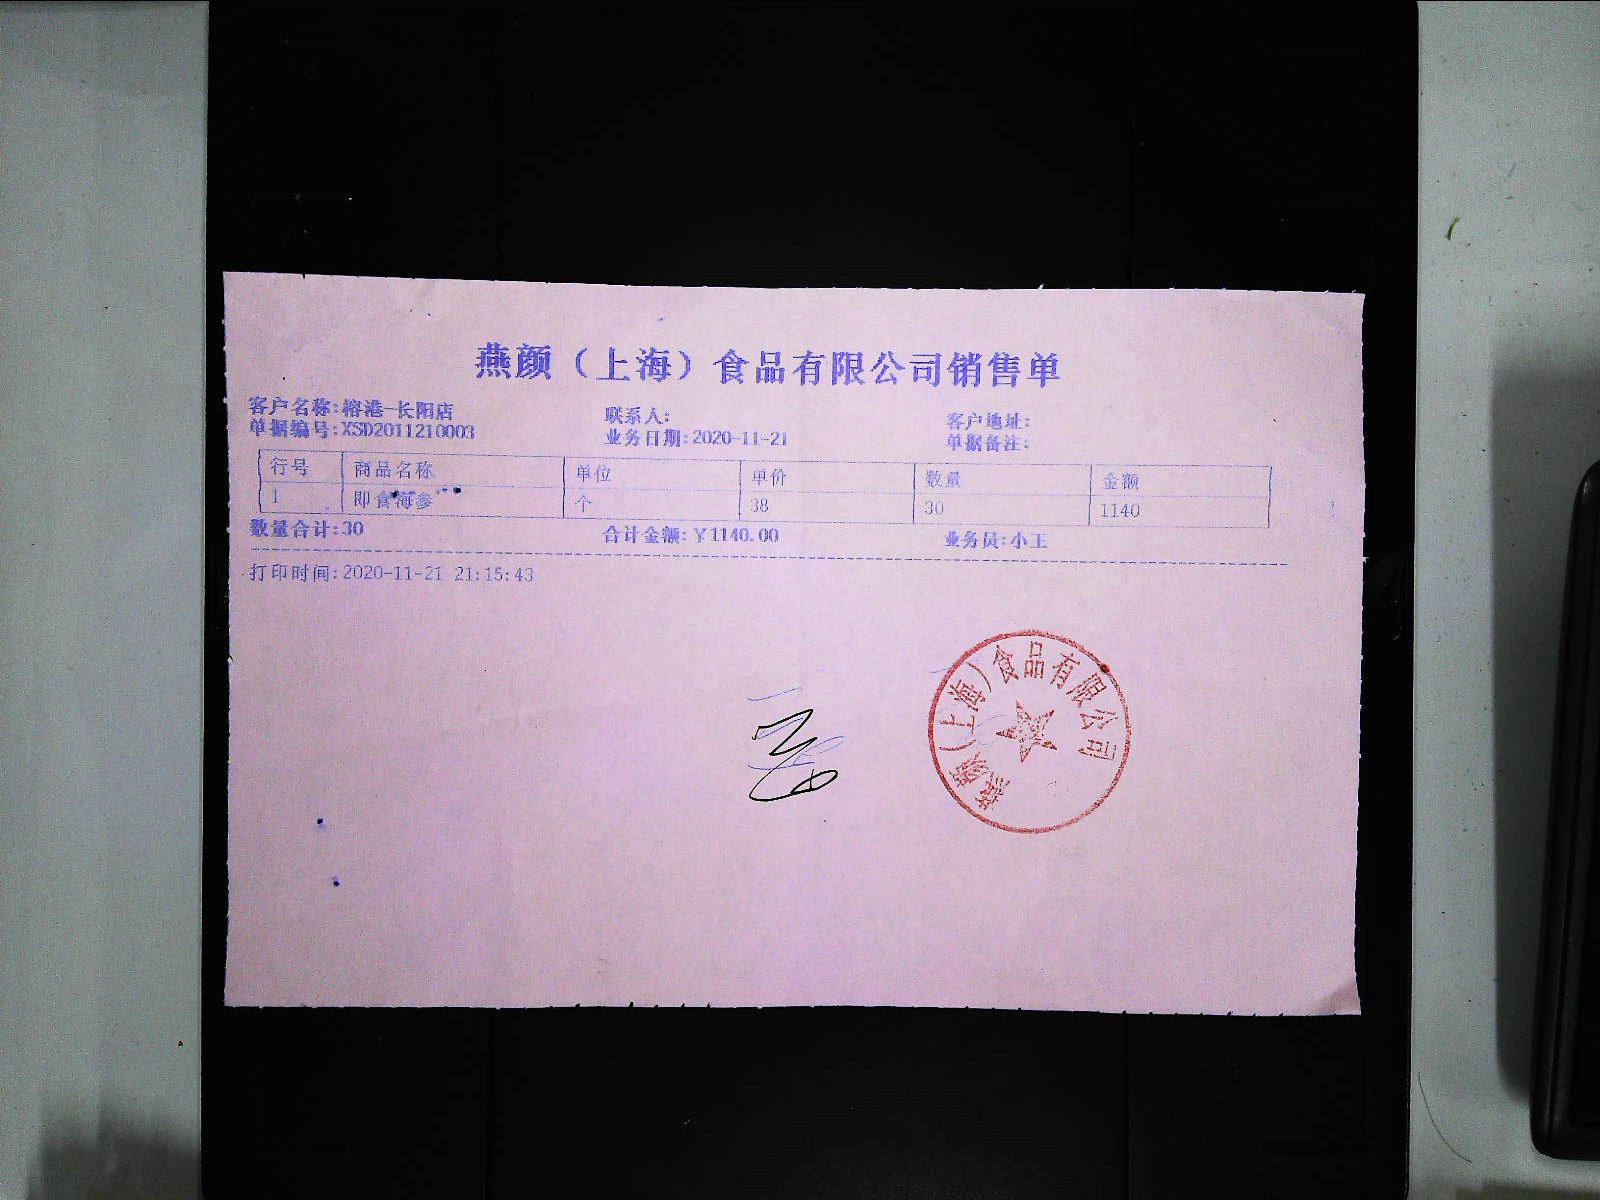 燕颜（上海）食品有限公司销售单
客户名称:榕港-长阳店 联系人: 客户地址:
单据编号:XSD2011210003 业务日期:2020-11-21 单据备注:
行号 商品名称 单位 单价 数量 金额
1 即食海参 个 38 30 1140
数量合计:30 合计金额:￥1140.00 业务员:小王
打印时间:2020-11-21 21:15:43
燕颜(上海)食品有限公司